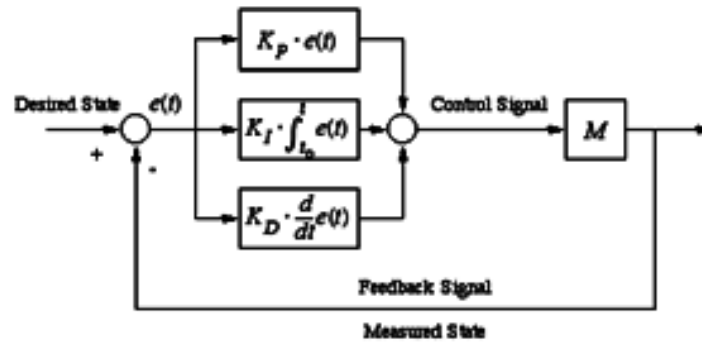 K_P · e(t)
Desired State
e(t)
+
-
K_I · ∫_{t_0}^{t} e(t)
Control Signal
M
K_D · d/dt e(t)
Feedback Signal
Measured State